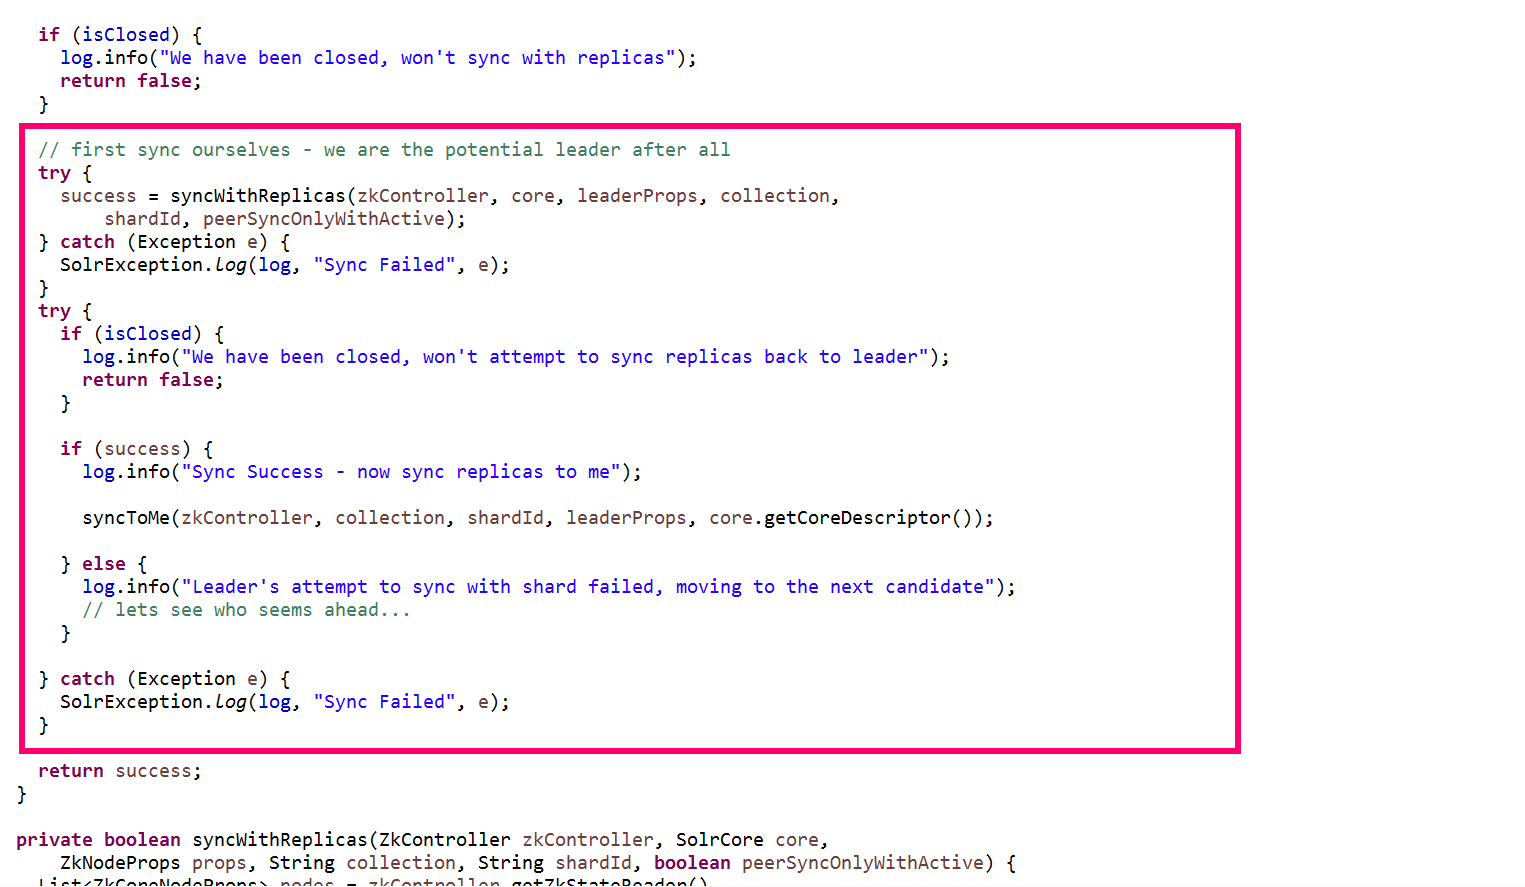 if (isClosed) {
log.info("We have been closed, won't sync with replicas");
return false;
}
// first sync ourselves - we are the potential leader after all
try {
success = syncWithReplicas(zkController, core, leaderProps, collection,
shardId, peerSyncOnlyWithActive);
} catch (Exception e) {
SolrException.log(log, "Sync Failed", e);
}
try {
if (isClosed) {
log.info("We have been closed, won't attempt to sync replicas back to leader");
return false;
}
if (success) {
log.info("Sync Success - now sync replicas to me");
syncToMe(zkController, collection, shardId, leaderProps, core.getCoreDescriptor());
} else {
log.info("Leader's attempt to sync with shard failed, moving to the next candidate");
// lets see who seems ahead...
}
} catch (Exception e) {
SolrException.log(log, "Sync Failed", e);
}
return success;
}
private boolean syncWithReplicas(ZkController zkController, SolrCore core,
ZkNodeProps props, String collection, String shardId, boolean peerSyncOnlyWithActive) {
List<ZkCoreNodeProps> nodes = zkController.getZkStateReader()